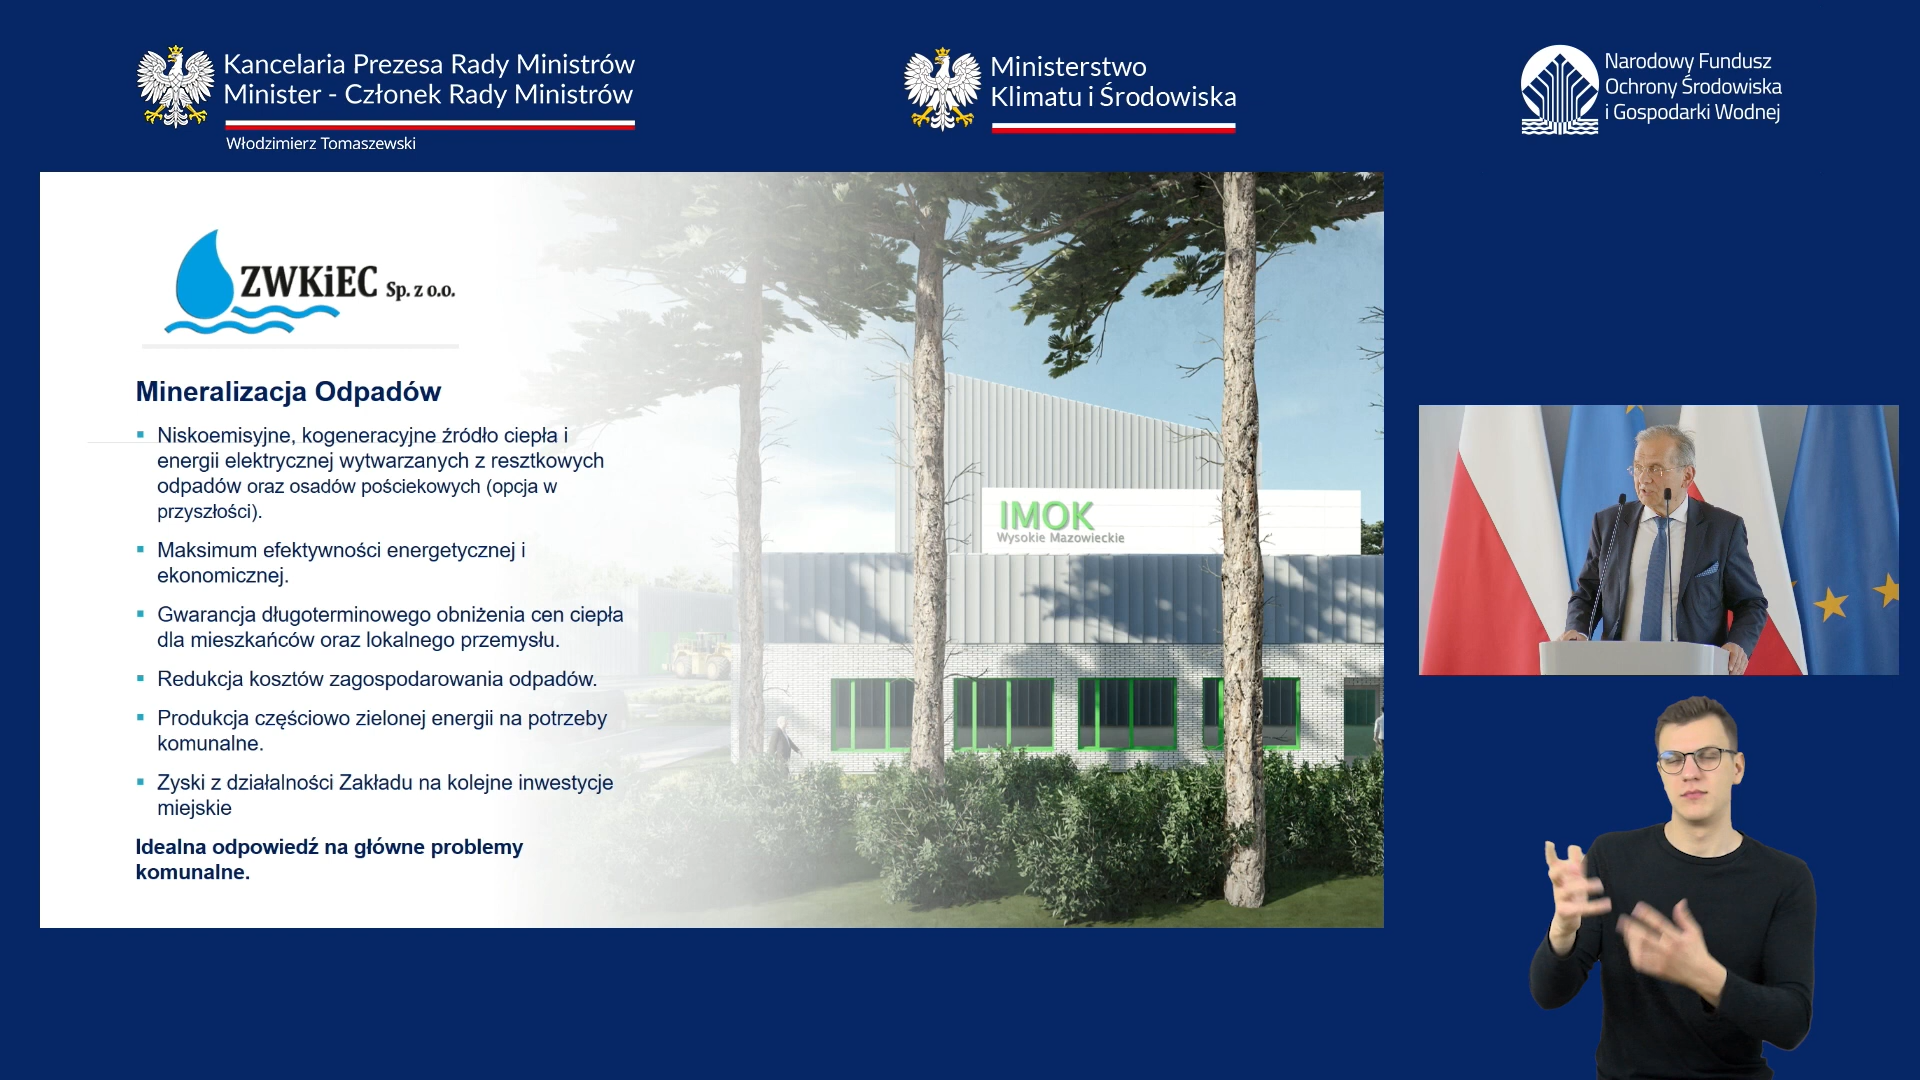 Kancelaria Prezesa Rady Ministrów
Minister - Członek Rady Ministrów
Włodzimierz Tomaszewski
Ministerstwo
Klimatu i Środowiska
Narodowy Fundusz
Ochrony Środowiska
i Gospodarki Wodnej
ZWKiEC Sp. z o.o.
Mineralizacja Odpadów
▪ Niskoemisyjne, kogeneracyjne źródło ciepła i
energii elektrycznej wytwarzanych z resztkowych
odpadów oraz osadów pościekowych (opcja w
przyszłości).
▪ Maksimum efektywności energetycznej i
ekonomicznej.
▪ Gwarancja długoterminowego obniżenia cen ciepła
dla mieszkańców oraz lokalnego przemysłu.
▪ Redukcja kosztów zagospodarowania odpadów.
▪ Produkcja częściowo zielonej energii na potrzeby
komunalne.
▪ Zyski z działalności Zakładu na kolejne inwestycje
miejskie
Idealna odpowiedź na główne problemy
komunalne.
IMOK
Wysokie Mazowieckie